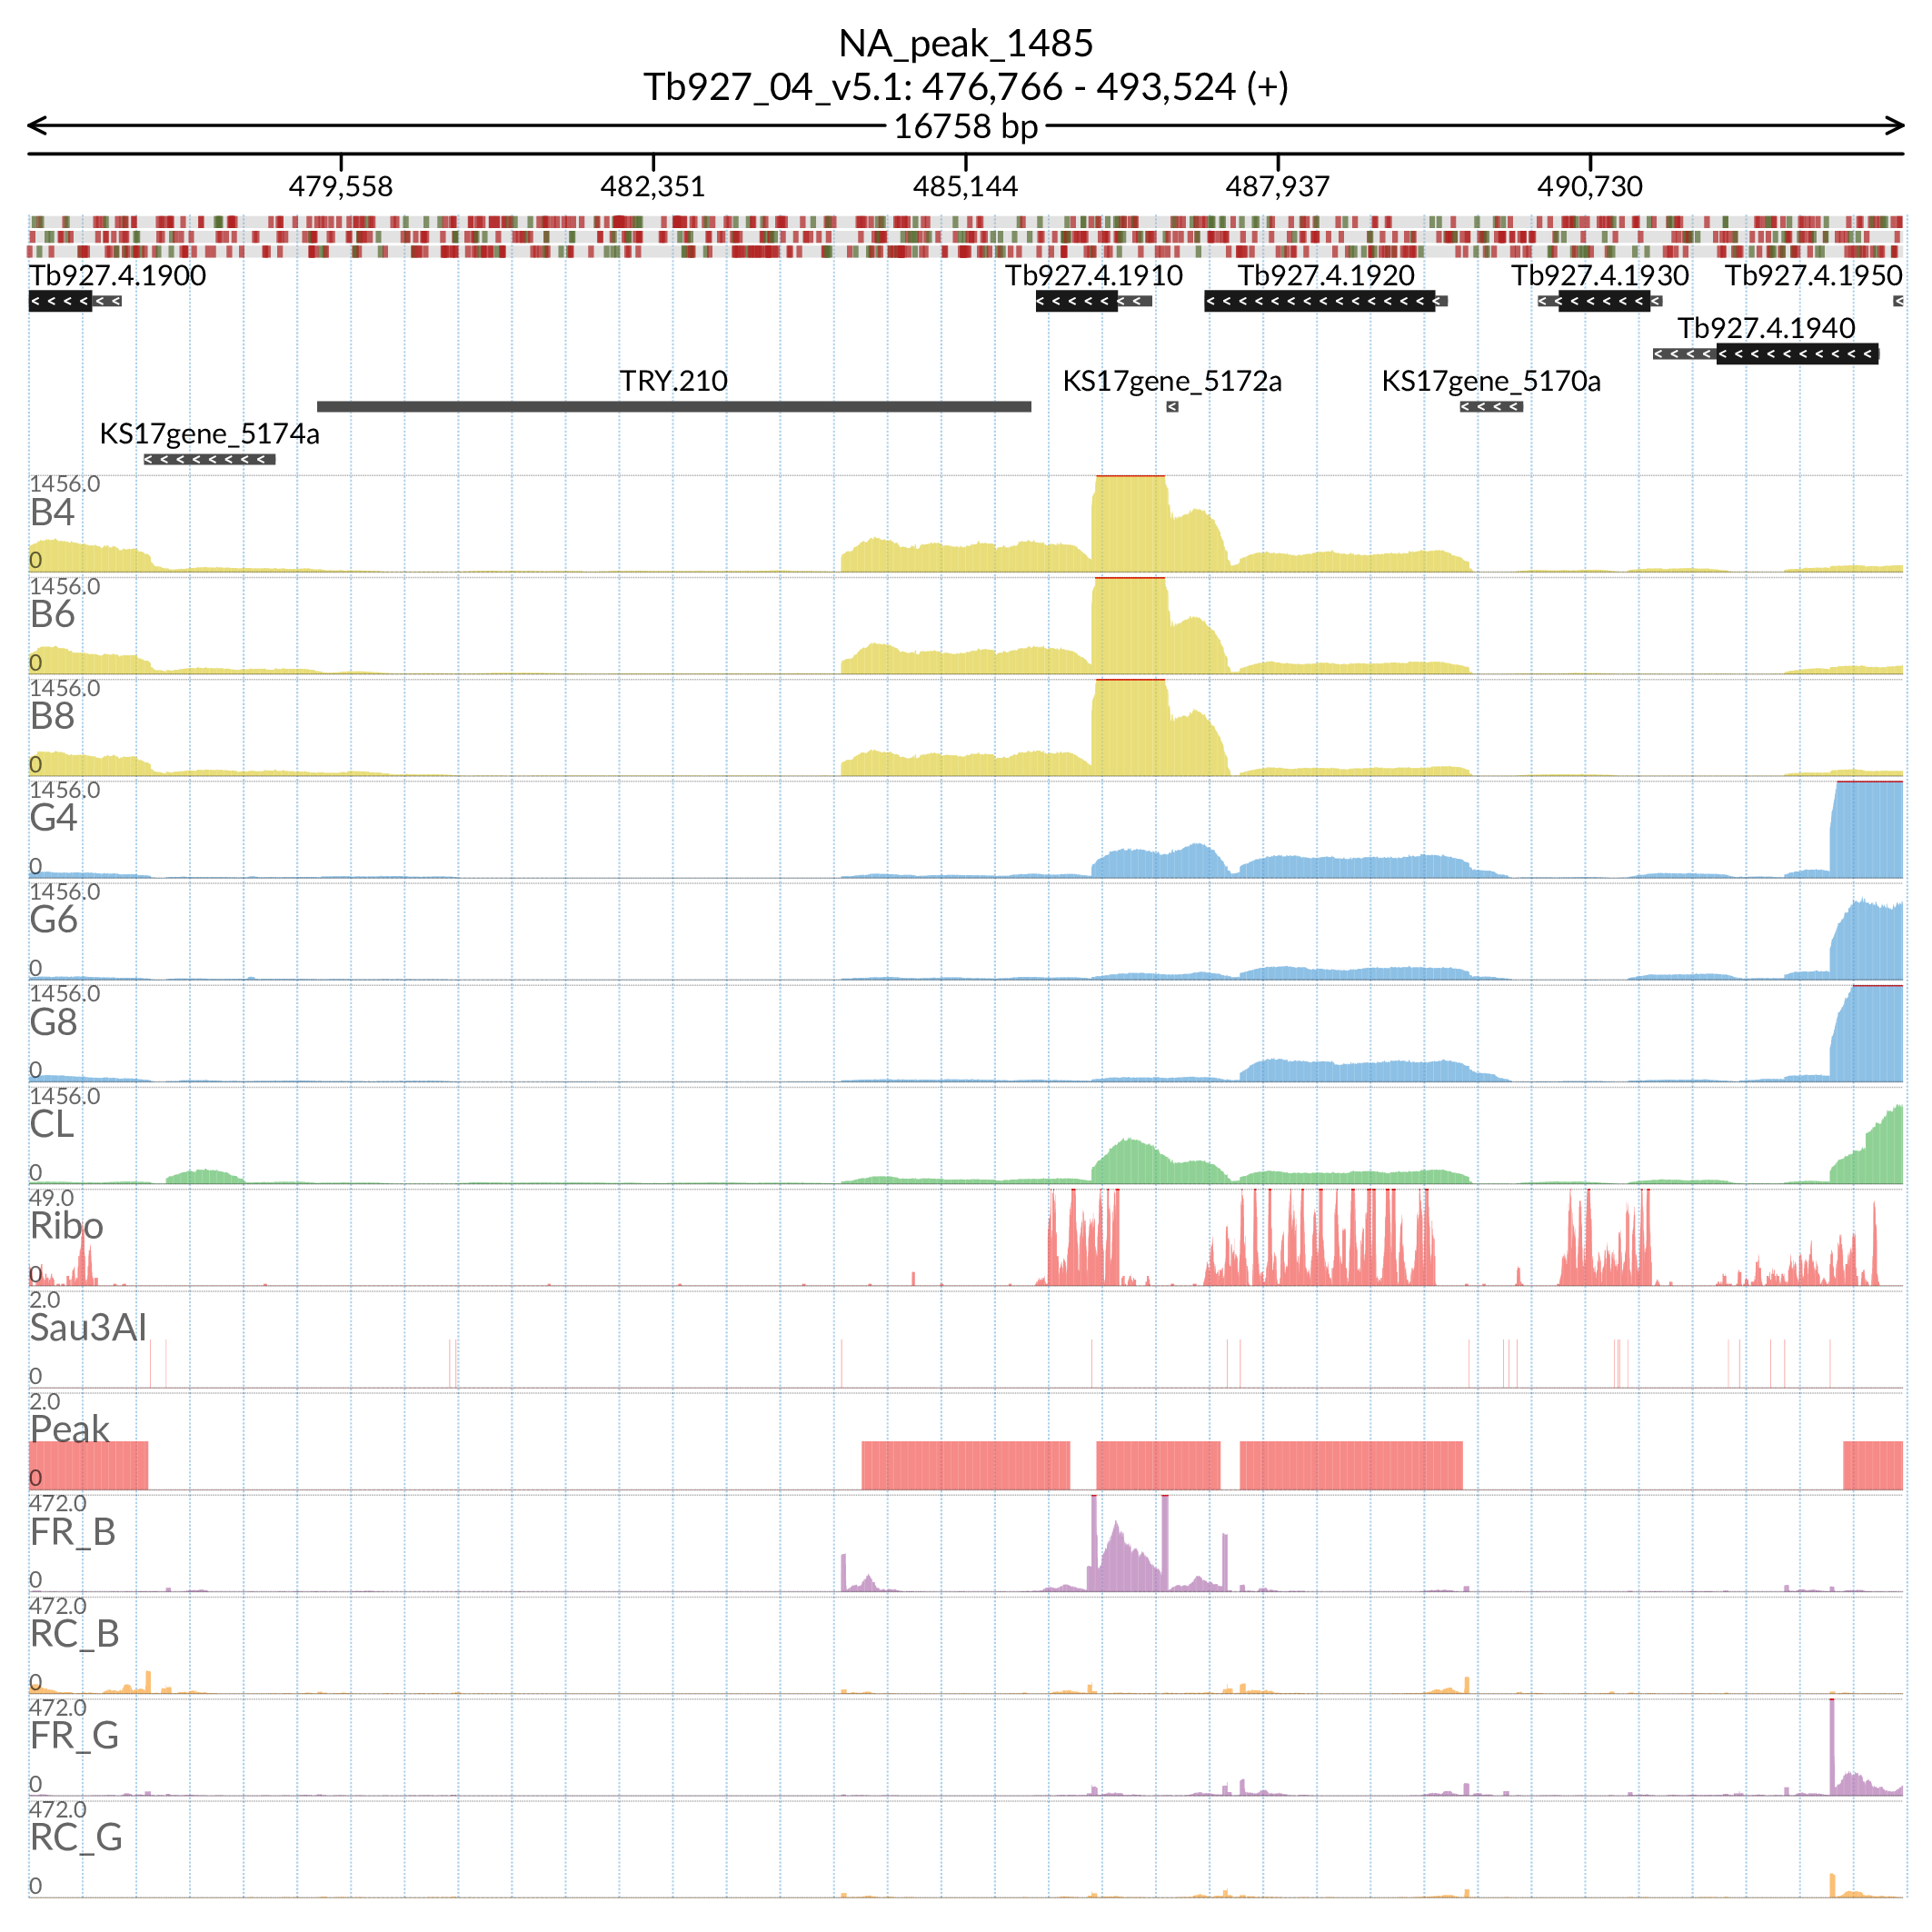 NA_peak_1485
Tb927_04_v5.1: 476,766 - 493,524 (+)
16758 bp
479,558 482,351 485,144 487,937 490,730
Tb927.4.1900 Tb927.4.1910 Tb927.4.1920 Tb927.4.1930 Tb927.4.1950
Tb927.4.1940
TRY.210 KS17gene_5172a KS17gene_5170a
KS17gene_5174a
1456.0
B4
0
1456.0
B6
0
1456.0
B8
0
1456.0
G4
0
1456.0
G6
0
1456.0
G8
0
1456.0
CL
0
49.0
Ribo
0
2.0
Sau3AI
0
2.0
Peak
0
472.0
FR_B
0
472.0
RC_B
0
472.0
FR_G
0
472.0
RC_G
0